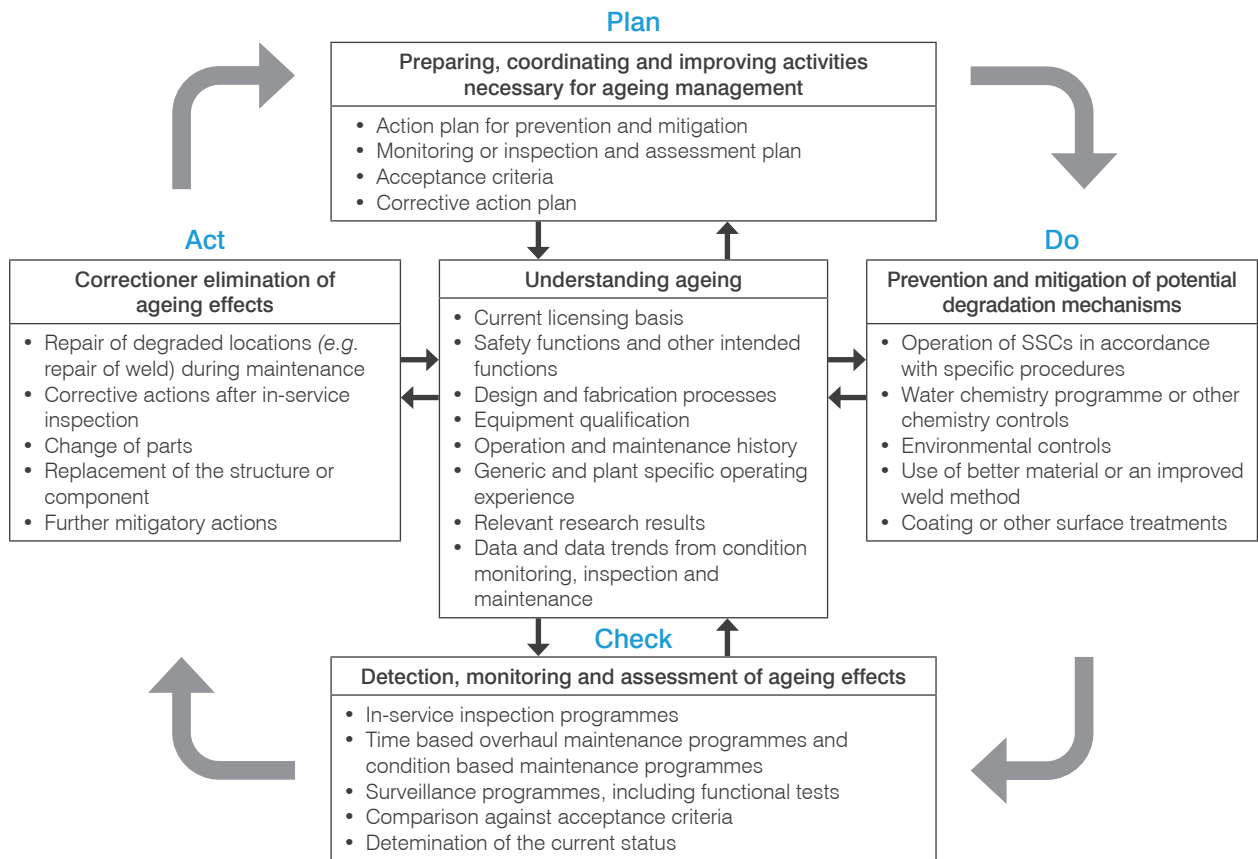 Plan
Preparing, coordinating and improving activities
necessary for ageing management
• Action plan for prevention and mitigation
• Monitoring or inspection and assessment plan
• Acceptance criteria
• Corrective action plan
Act
Correctioner elimination of
ageing effects
• Repair of degraded locations (e.g.
repair of weld) during maintenance
• Corrective actions after in-service
inspection
• Change of parts
• Replacement of the structure or
component
• Further mitigatory actions
Understanding ageing
• Current licensing basis
• Safety functions and other intended
functions
• Design and fabrication processes
• Equipment qualification
• Operation and maintenance history
• Generic and plant specific operating
experience
• Relevant research results
• Data and data trends from condition
monitoring, inspection and
maintenance
Do
Prevention and mitigation of potential
degradation mechanisms
• Operation of SSCs in accordance
with specific procedures
• Water chemistry programme or other
chemistry controls
• Environmental controls
• Use of better material or an improved
weld method
• Coating or other surface treatments
Check
Detection, monitoring and assessment of ageing effects
• In-service inspection programmes
• Time based overhaul maintenance programmes and
condition based maintenance programmes
• Surveillance programmes, including functional tests
• Comparison against acceptance criteria
• Detemination of the current status